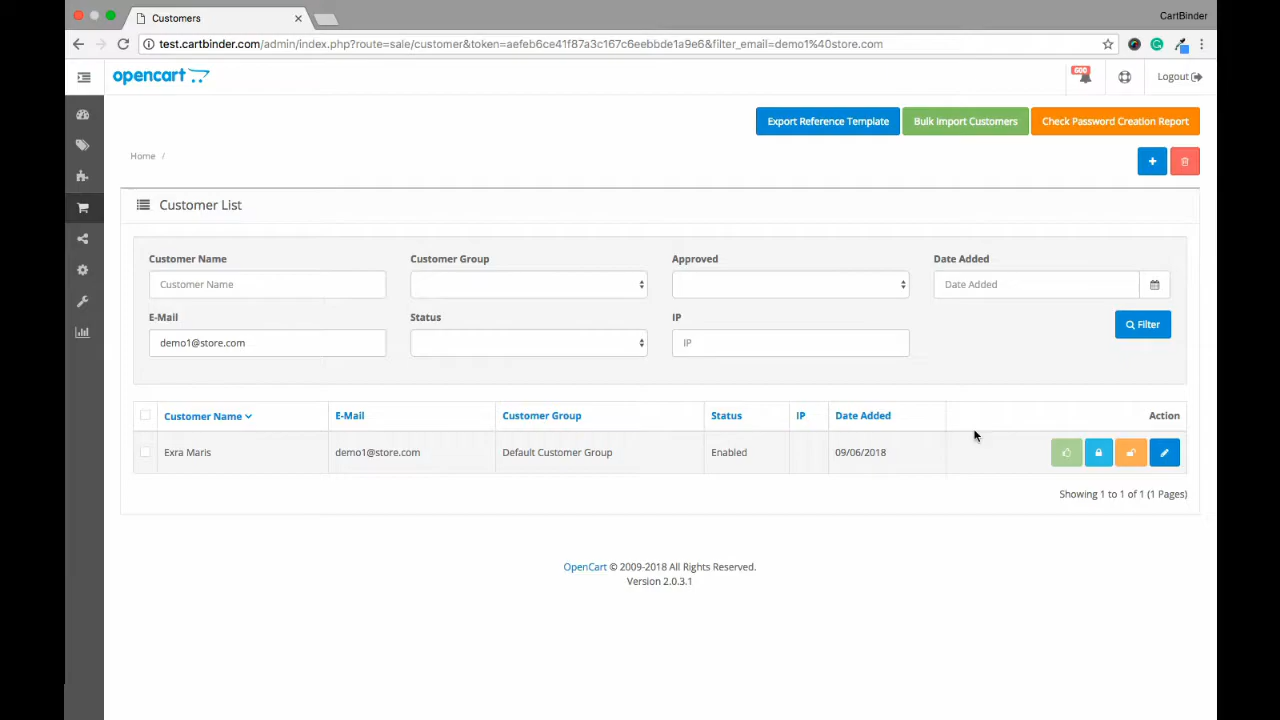 Customers
CartBinder
test.cartbinder.com/admin/index.php?route=sale/customer&token=aefeb6ce41f87a3c167c6eebbde1a9e6&filter_email=demo1%40store.com
opencart
600
Logout
Export Reference Template
Bulk Import Customers
Check Password Creation Report
Home /
Customer List
Customer Name
Customer Group
Approved
Date Added
Customer Name
Date Added
E-Mail
Status
IP
Filter
demo1@store.com
IP
Customer Name E-Mail Customer Group Status IP Date Added Action
Exra Maris demo1@store.com Default Customer Group Enabled 09/06/2018
Showing 1 to 1 of 1 (1 Pages)
OpenCart © 2009-2018 All Rights Reserved.
Version 2.0.3.1